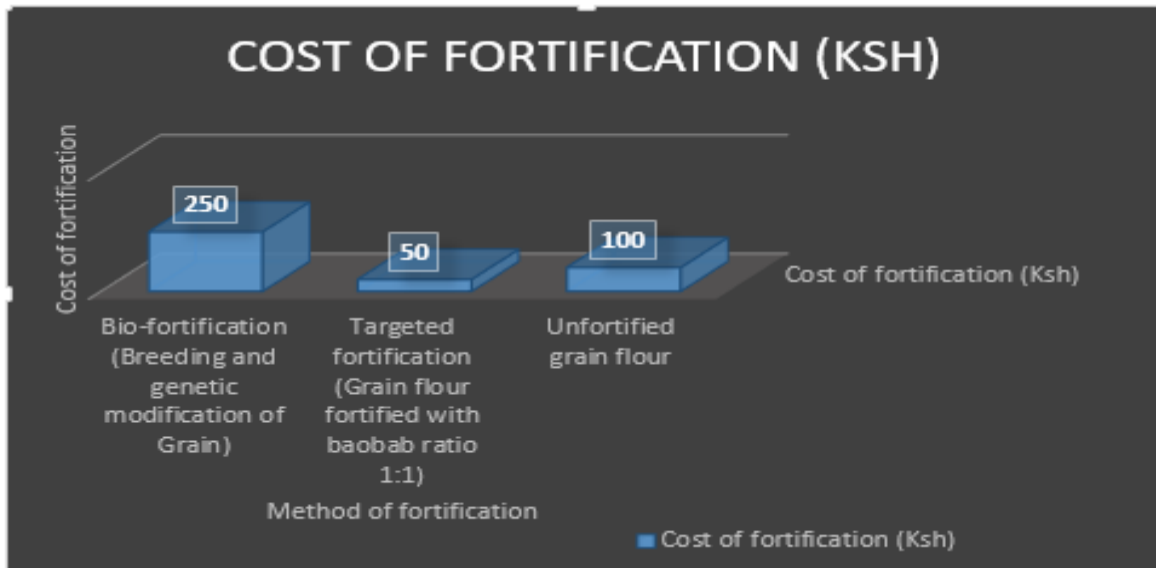 COST OF FORTIFICATION (KSH)
Cost of fortification
250
50
100
Cost of fortification (Ksh)
Bio-fortification
(Breeding and
genetic
modification of
Grain)
Targeted
fortification
(Grain flour
fortified with
baobab ratio
1:1)
Unfortified
grain flour
Method of fortification
Cost of fortification (Ksh)